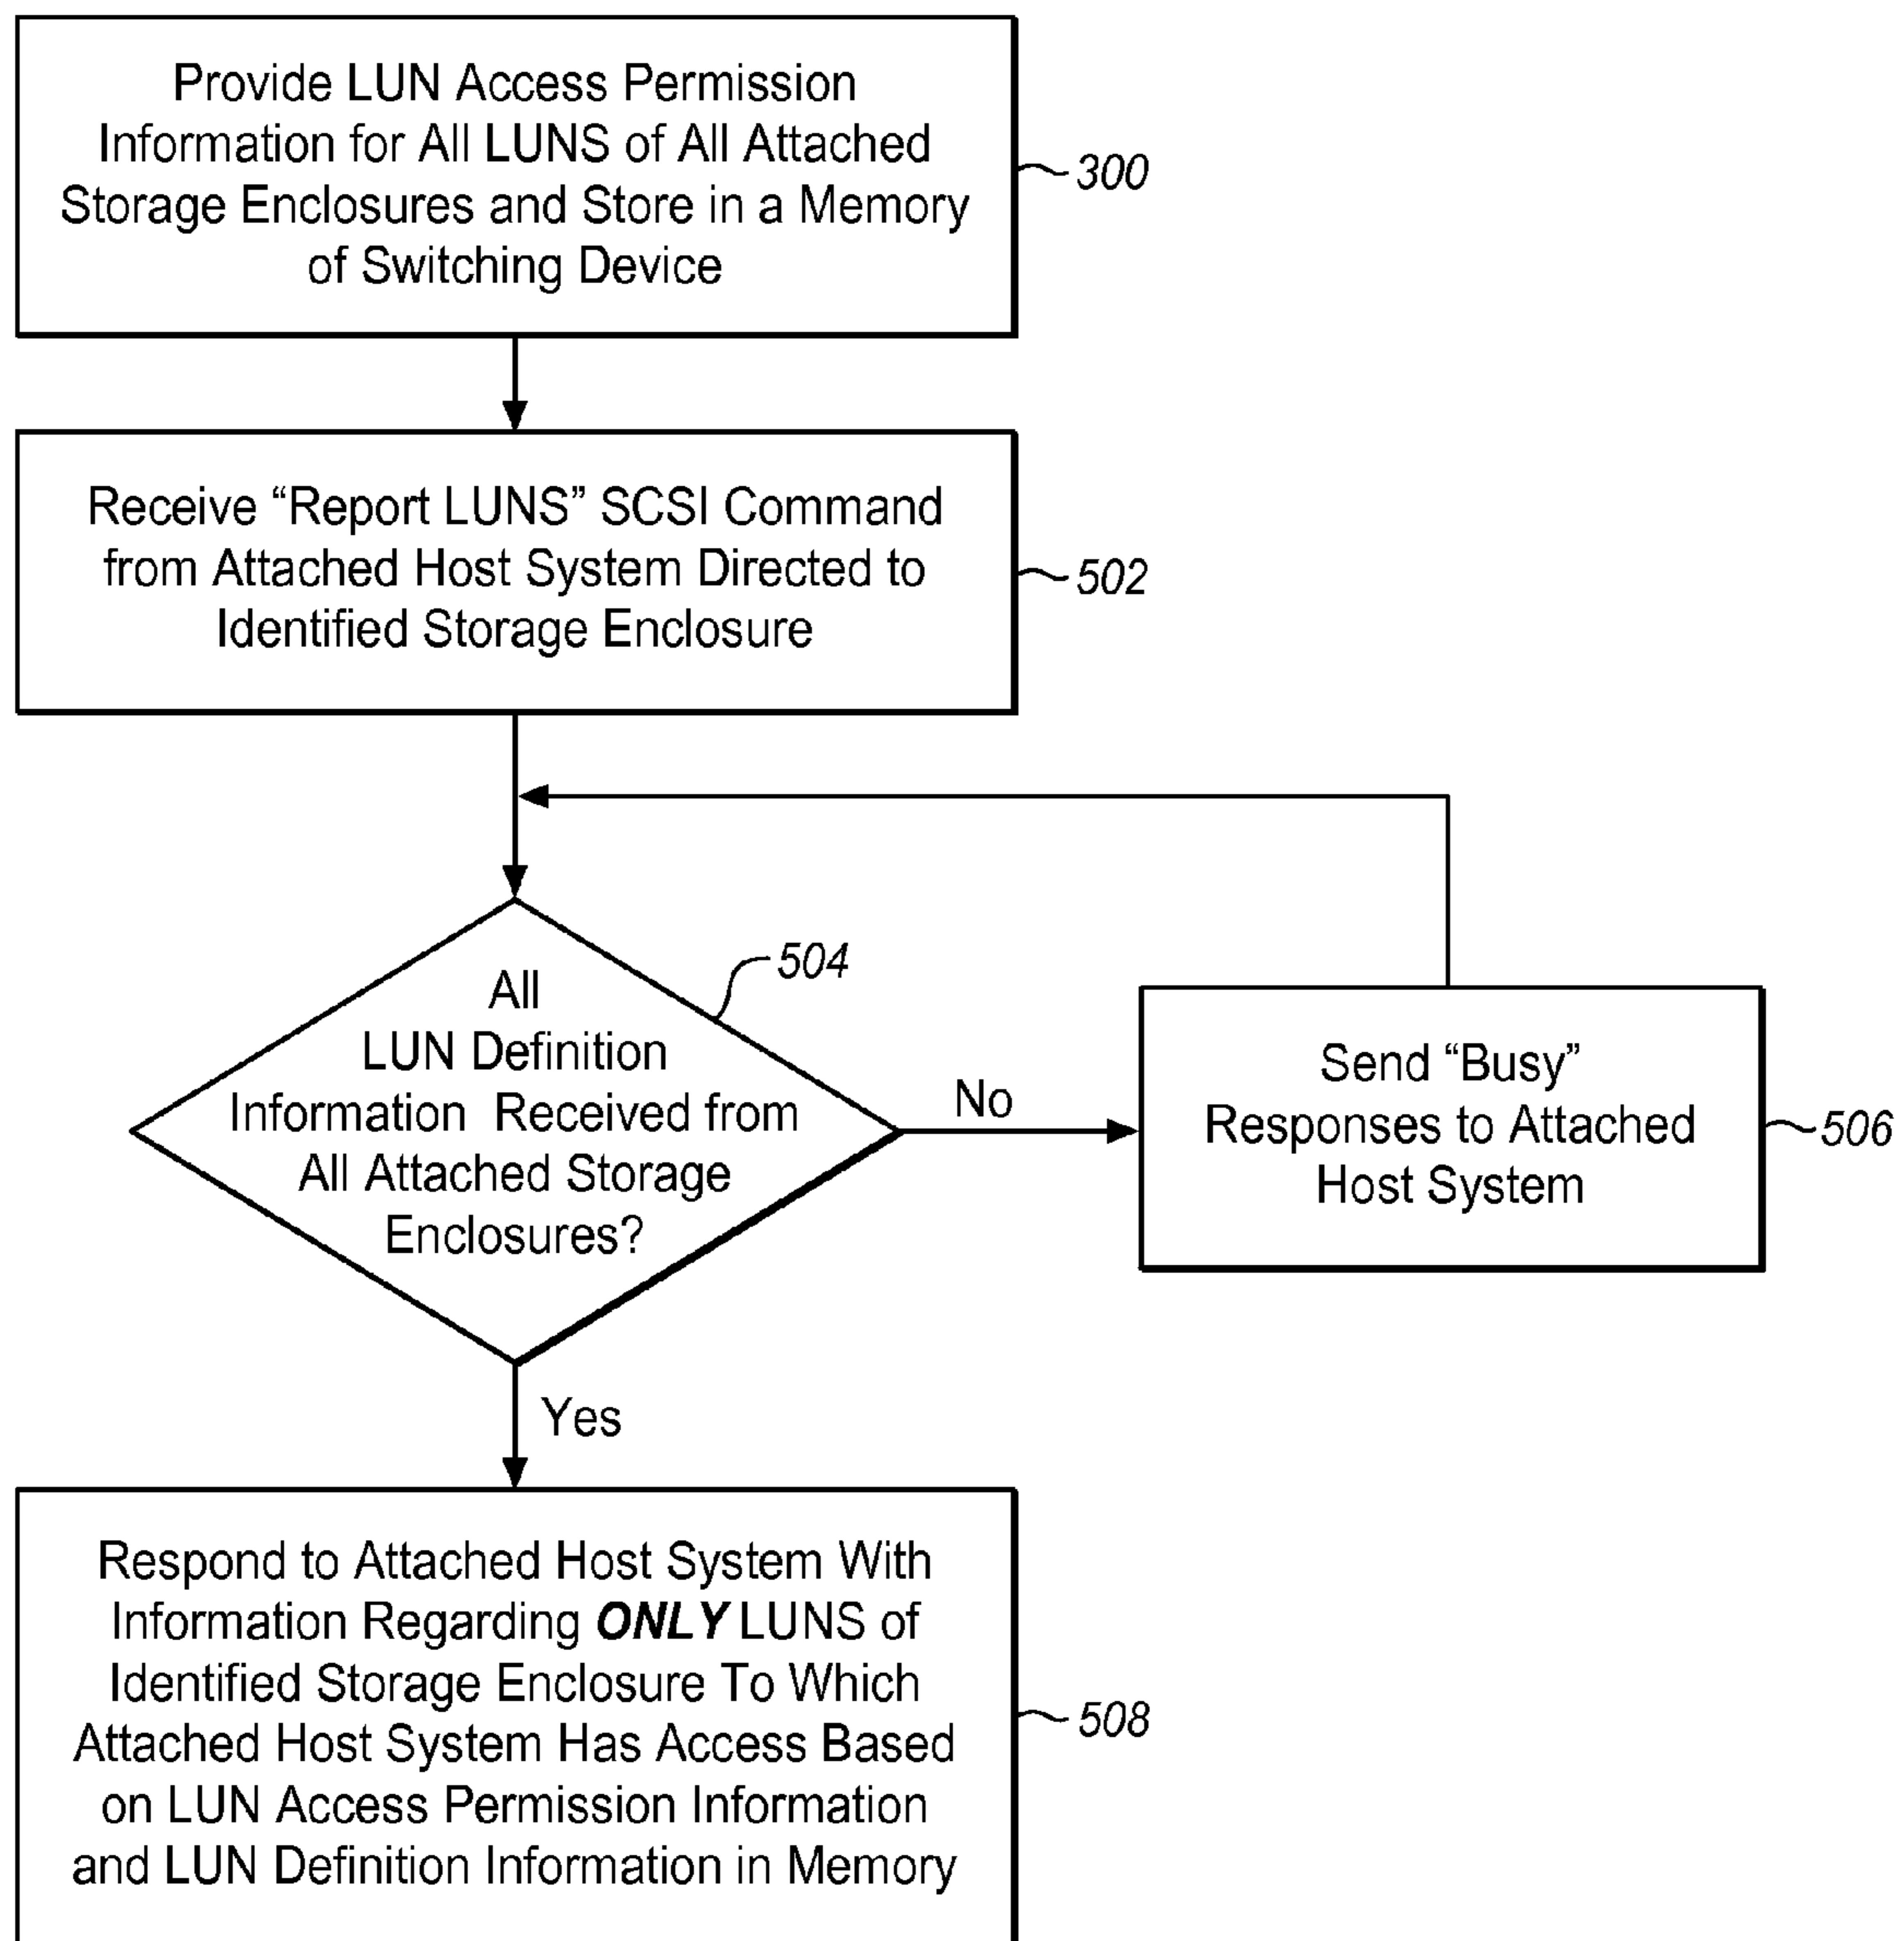 Provide LUN Access Permission
Information for All LUNS of All Attached
Storage Enclosures and Store in a Memory
of Switching Device
300
Receive “Report LUNS” SCSI Command
from Attached Host System Directed to
Identified Storage Enclosure
502
504
All
LUN Definition
Information Received from
All Attached Storage
Enclosures?
No
Send “Busy”
Responses to Attached
Host System
506
Yes
Respond to Attached Host System With
Information Regarding ONLY LUNS of
Identified Storage Enclosure To Which
Attached Host System Has Access Based
on LUN Access Permission Information
and LUN Definition Information in Memory
508